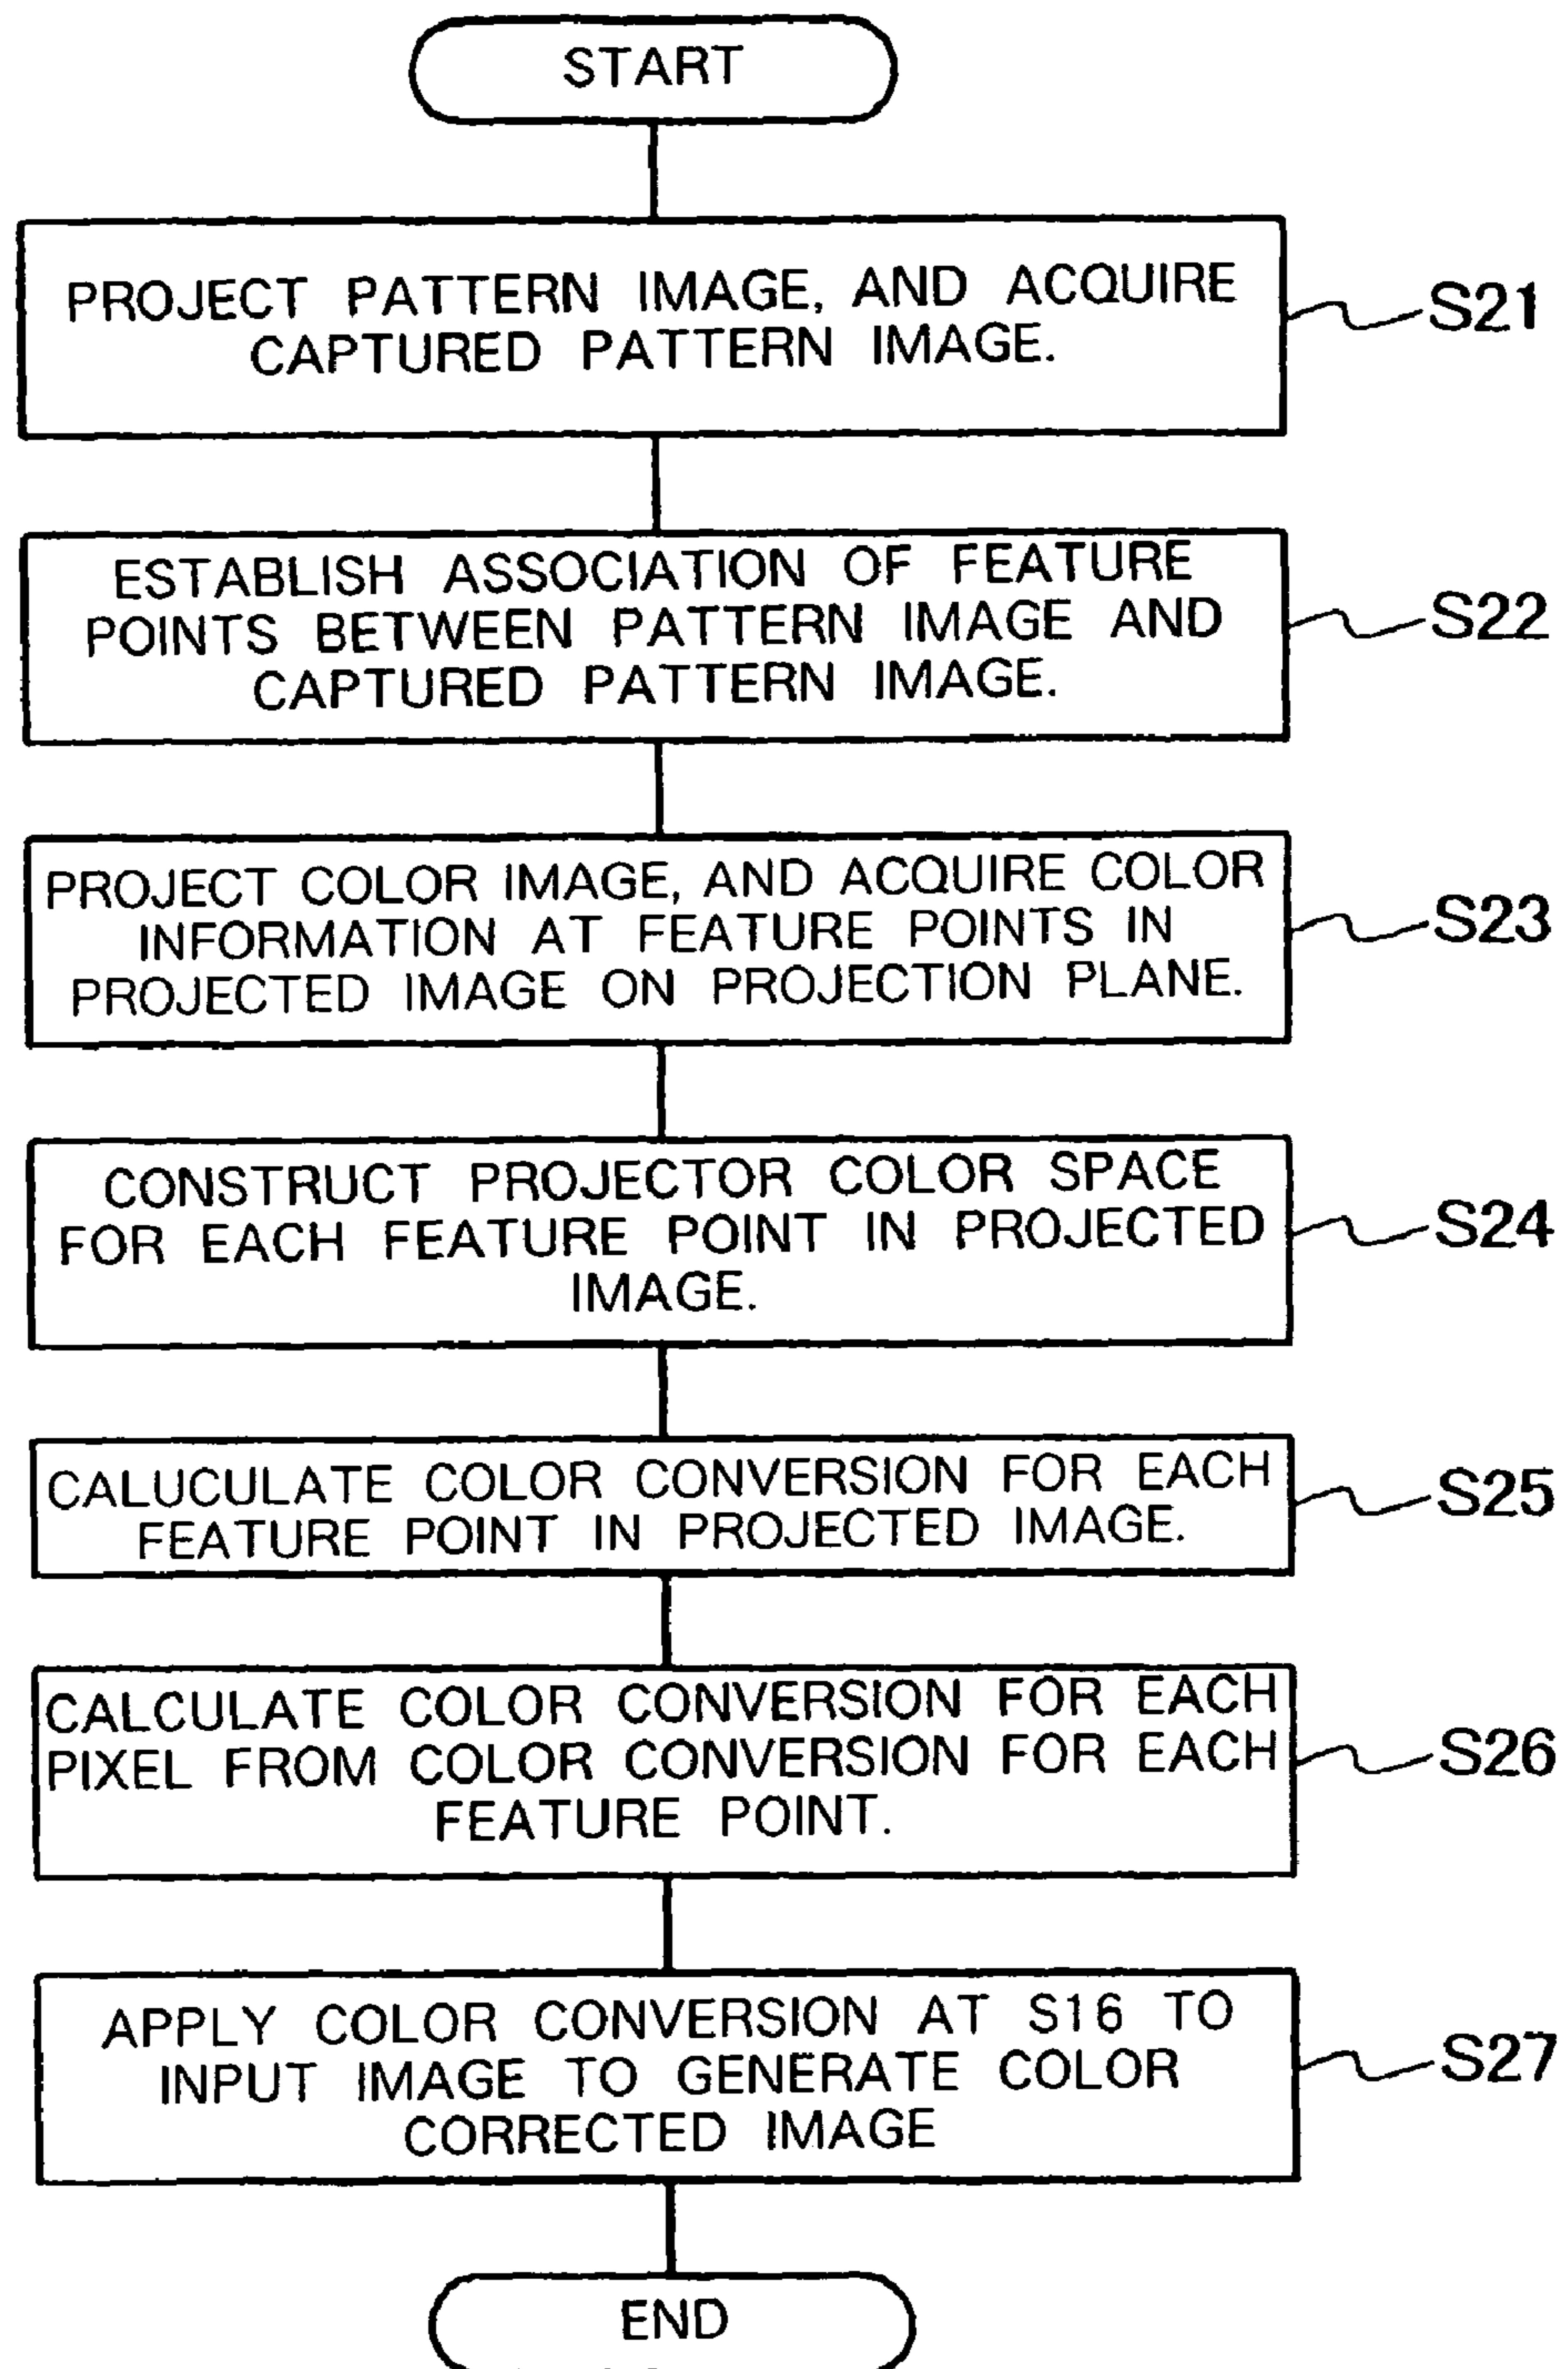 START
PROJECT PATTERN IMAGE, AND ACQUIRE
CAPTURED PATTERN IMAGE.
S21
ESTABLISH ASSOCIATION OF FEATURE
POINTS BETWEEN PATTERN IMAGE AND
CAPTURED PATTERN IMAGE.
S22
PROJECT COLOR IMAGE, AND ACQUIRE COLOR
INFORMATION AT FEATURE POINTS IN
PROJECTED IMAGE ON PROJECTION PLANE.
S23
CONSTRUCT PROJECTOR COLOR SPACE
FOR EACH FEATURE POINT IN PROJECTED
IMAGE.
S24
CALUCULATE COLOR CONVERSION FOR EACH
FEATURE POINT IN PROJECTED IMAGE.
S25
CALCULATE COLOR CONVERSION FOR EACH
PIXEL FROM COLOR CONVERSION FOR EACH
FEATURE POINT.
S26
APPLY COLOR CONVERSION AT S16 TO
INPUT IMAGE TO GENERATE COLOR
CORRECTED IMAGE
S27
END